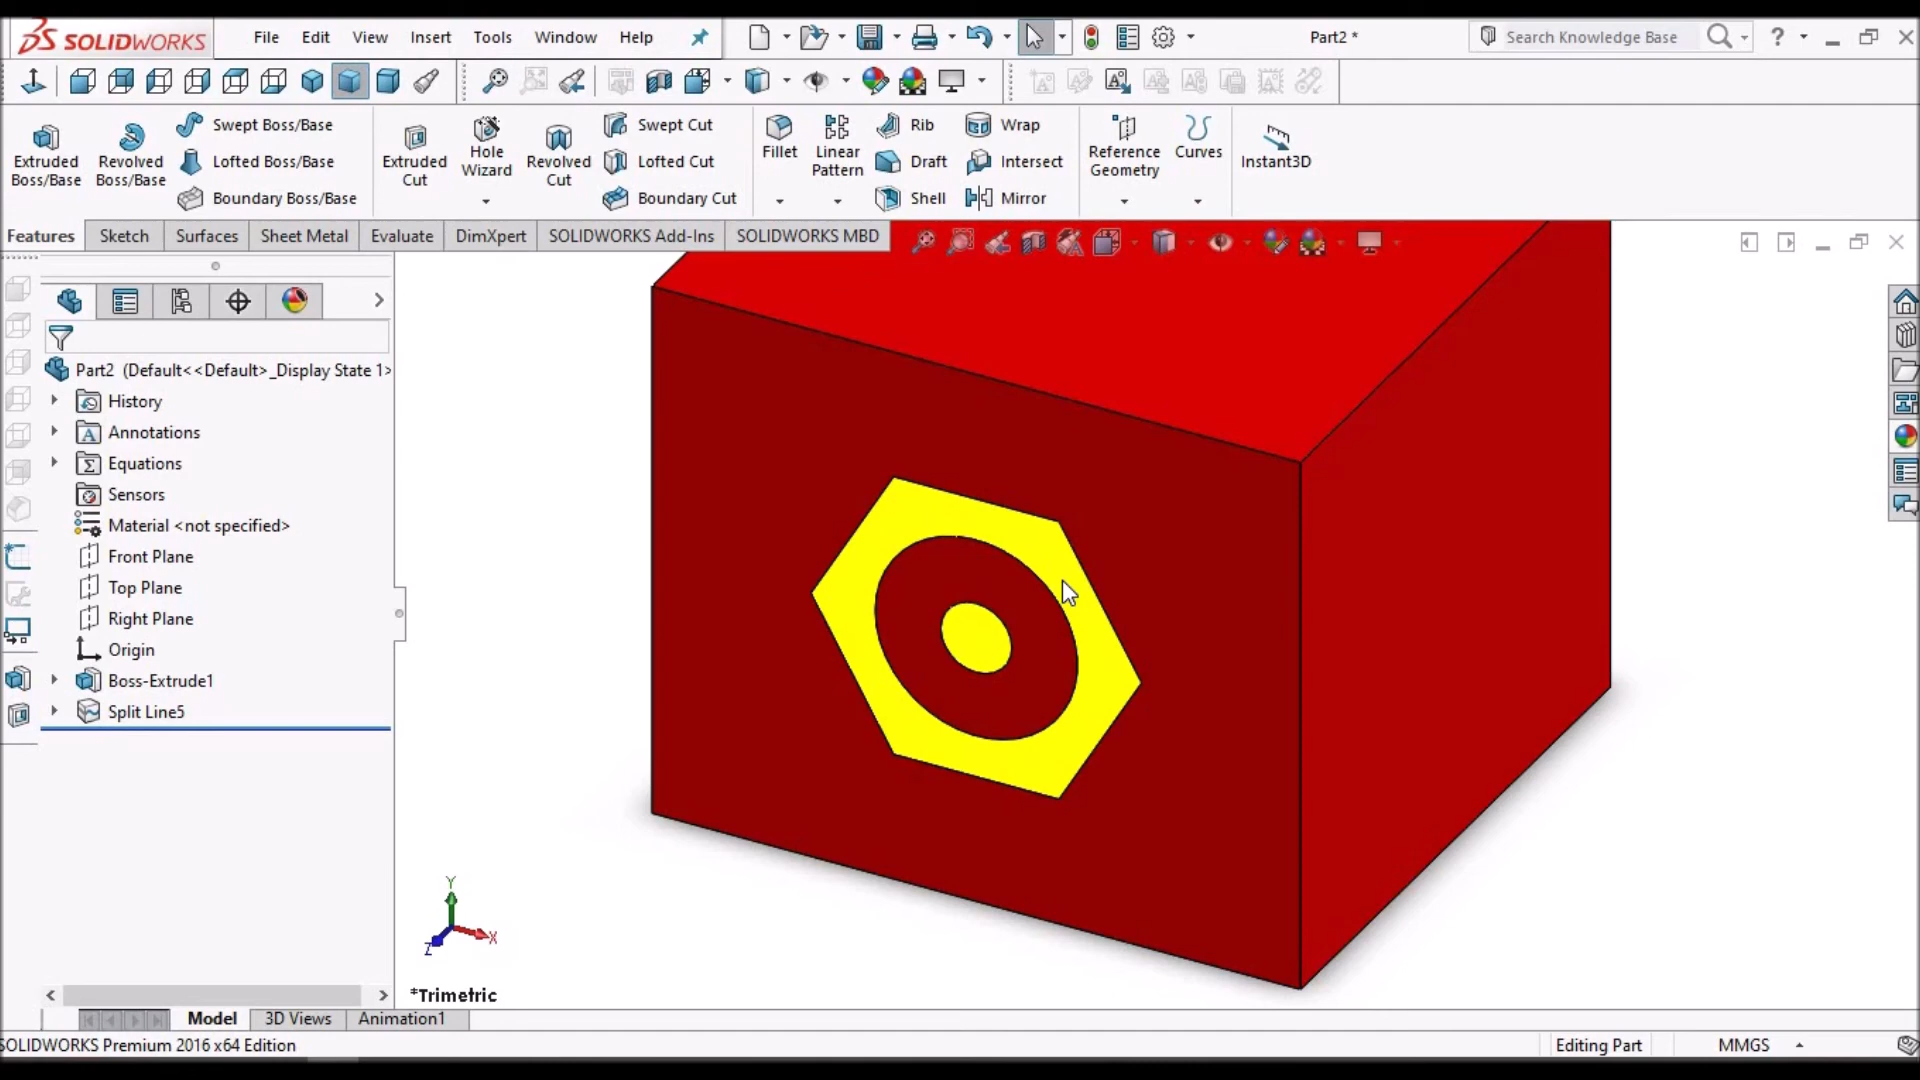 SOLIDWORKS File Edit View Insert Tools Window Help Part2 * Search Knowledge Base ?
Extruded Boss/Base
Revolved Boss/Base
Swept Boss/Base
Lofted Boss/Base
Boundary Boss/Base
Extruded Cut
Hole Wizard
Revolved Cut
Swept Cut
Lofted Cut
Boundary Cut
Fillet
Linear Pattern
Rib
Draft
Shell
Wrap
Intersect
Mirror
Reference Geometry
Curves
Instant3D
Features Sketch Surfaces Sheet Metal Evaluate DimXpert SOLIDWORKS Add-Ins SOLIDWORKS MBD
Part2 (Default<<Default>_Display State 1>
History
Annotations
Equations
Sensors
Material <not specified>
Front Plane
Top Plane
Right Plane
Origin
Boss-Extrude1
Split Line5
Y
X
Z
*Trimetric
Model 3D Views Animation1
SOLIDWORKS Premium 2016 x64 Edition Editing Part MMGS